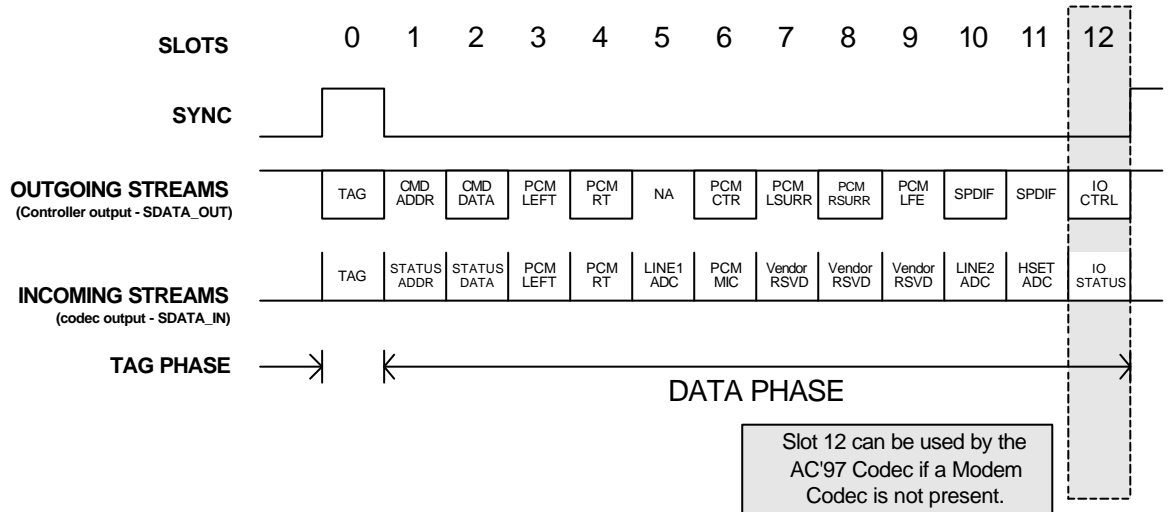 SLOTS 0 1 2 3 4 5 6 7 8 9 10 11 12
SYNC
OUTGOING STREAMS
(Controller output - SDATA_OUT)
TAG
CMD
ADDR
CMD
DATA
PCM
LEFT
PCM
RT
NA
PCM
CTR
PCM
LSURR
PCM
RSURR
PCM
LFE
SPDIF
SPDIF
IO
CTRL
INCOMING STREAMS
(codec output - SDATA_IN)
TAG
STATUS
ADDR
STATUS
DATA
PCM
LEFT
PCM
RT
LINE1
ADC
PCM
MIC
Vendor
RSVD
Vendor
RSVD
Vendor
RSVD
LINE2
ADC
HSET
ADC
IO
STATUS
TAG PHASE
DATA PHASE
Slot 12 can be used by the
AC'97 Codec if a Modem
Codec is not present.